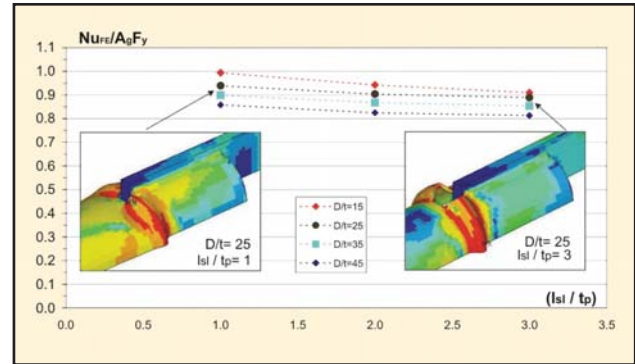 NuFE/AgFy
1.1
1.0
0.9
0.8
0.7
0.6
0.5
0.4
0.3
0.2
0.1
0.0
D/t= 25
lsl / tp= 1
D/t=15
D/t=25
D/t=35
D/t=45
D/t= 25
lsl / tp= 3
(lsl / tp)
0.0 0.5 1.0 1.5 2.0 2.5 3.0 3.5